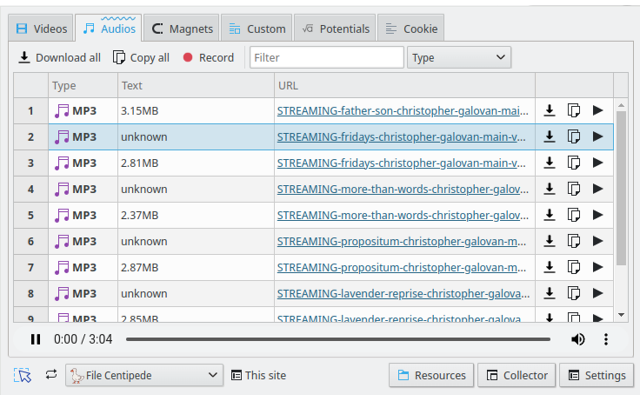 Videos Audios Magnets Custom Potentials Cookie
Download all Copy all Record Filter Type
Type Text URL
1 MP3 3.15MB STREAMING-father-son-christopher-galovan-mai...
2 MP3 unknown STREAMING-fridays-christopher-galovan-main-v...
3 MP3 2.81MB STREAMING-fridays-christopher-galovan-main-v...
4 MP3 unknown STREAMING-more-than-words-christopher-galov...
5 MP3 2.37MB STREAMING-more-than-words-christopher-galov...
6 MP3 unknown STREAMING-propositum-christopher-galovan-m...
7 MP3 2.87MB STREAMING-propositum-christopher-galovan-m...
8 MP3 unknown STREAMING-lavender-reprise-christopher-galova...
9 MP3 2.85MB STREAMING-lavender-reprise-christopher-galova...
0:00 / 3:04
File Centipede This site Resources Collector Settings